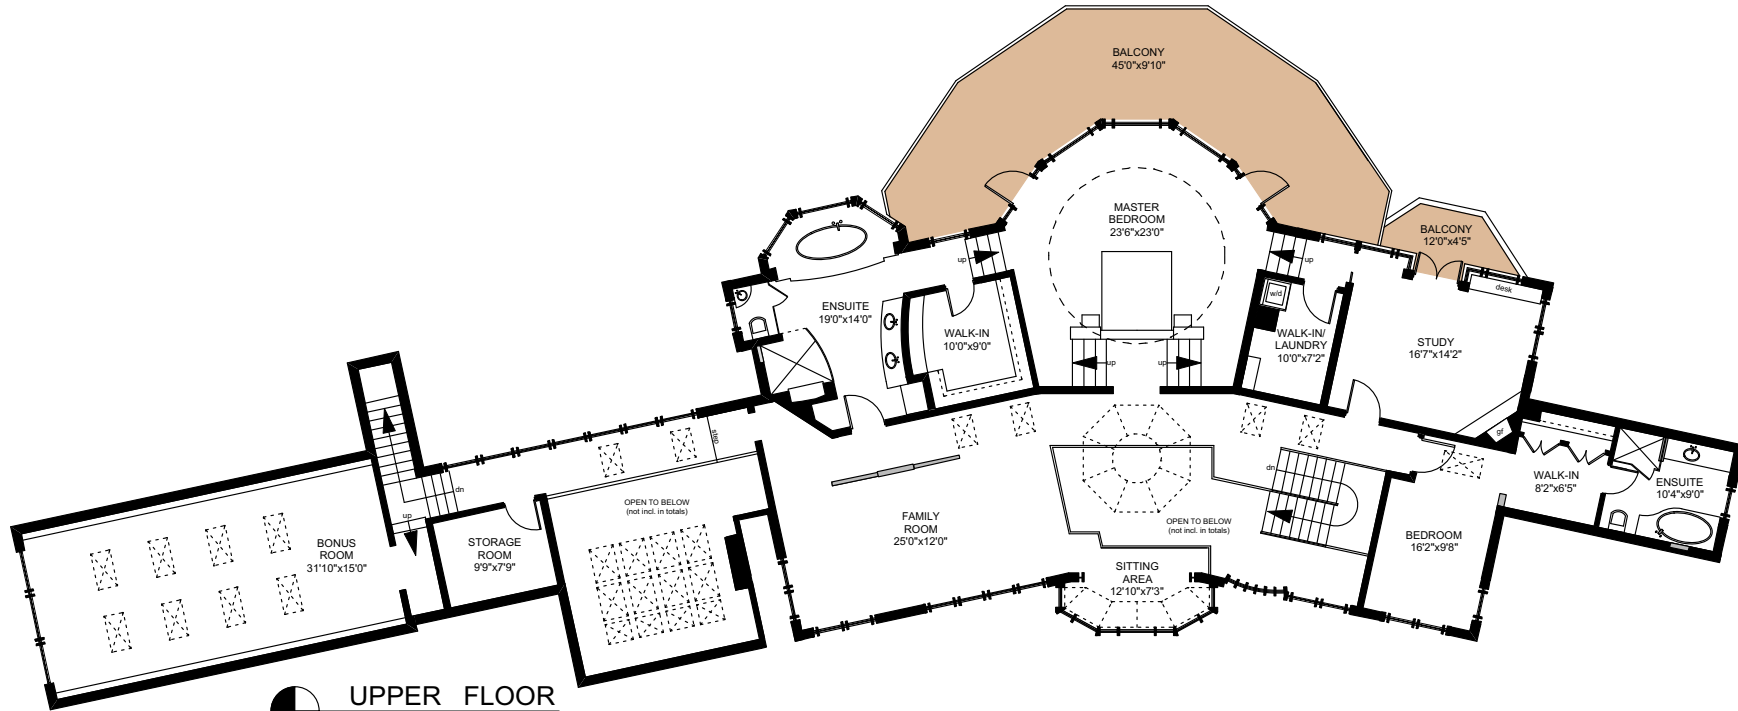 BALCONY
45'0"x9'10"
MASTER
BEDROOM
23'6"x23'0"
BALCONY
12'0"x4'5"
desk
up
up
w/d
ENSUITE
19'0"x14'0"
WALK-IN
10'0"x9'0"
WALK-IN/
LAUNDRY
10'0"x7'2"
STUDY
16'7"x14'2"
up
up
gf
step
dn
up
dn
WALK-IN
8'2"x6'5"
ENSUITE
10'4"x9'0"
OPEN TO BELOW
(not incl. in totals)
FAMILY
ROOM
25'0"x12'0"
OPEN TO BELOW
(not incl. in totals)
BEDROOM
16'2"x9'8"
BONUS
ROOM
31'10"x15'0"
STORAGE
ROOM
9'9"x7'9"
SITTING
AREA
12'10"x7'3"
UPPER FLOOR